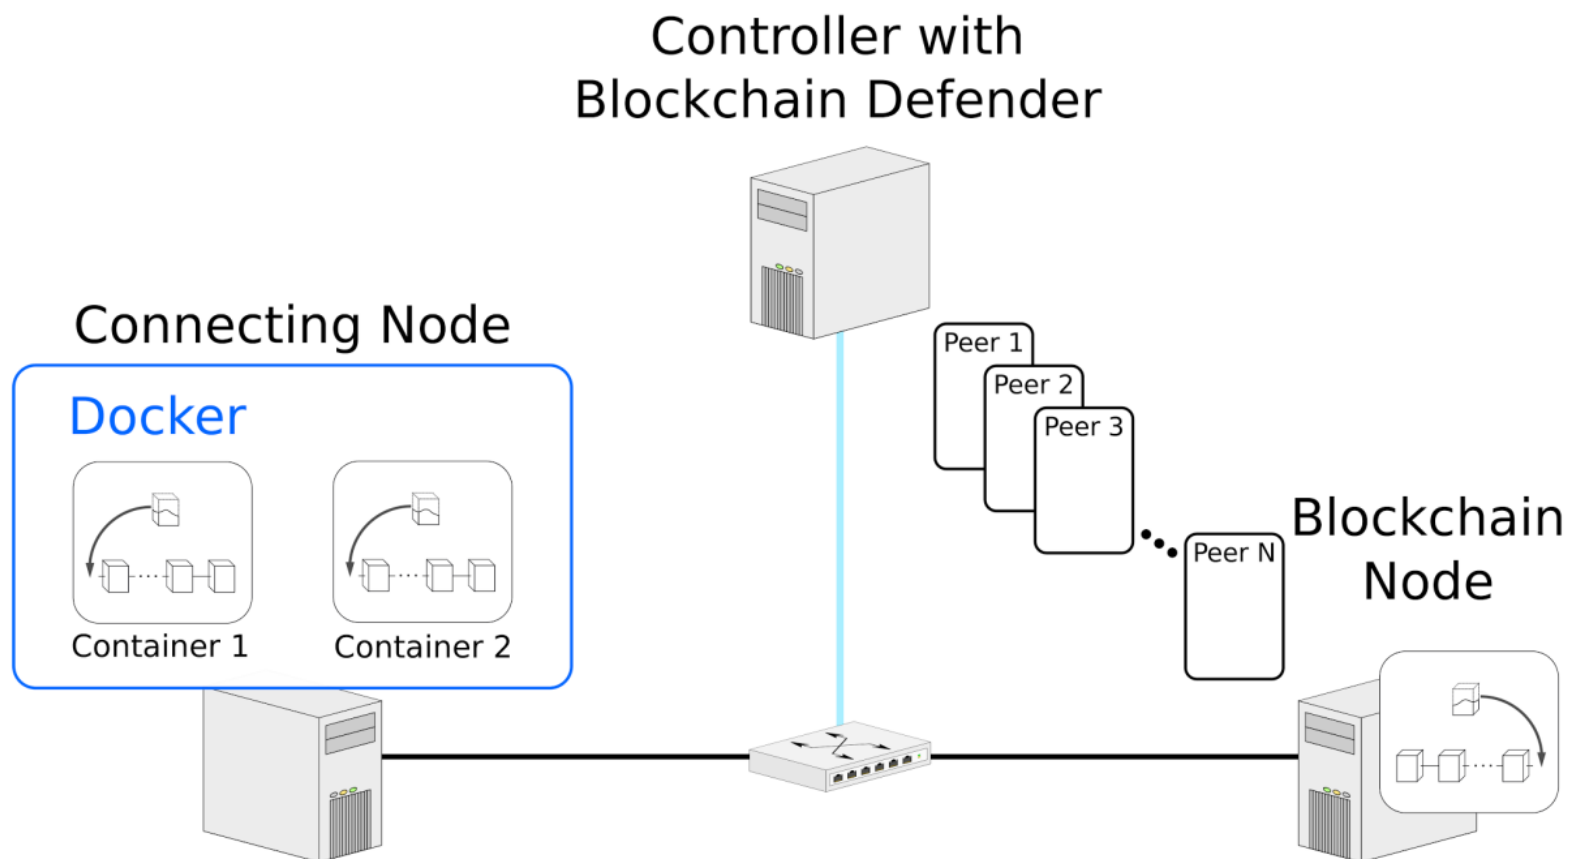 Controller with
Blockchain Defender
Connecting Node
Docker
Container 1
Container 2
Peer 1
Peer 2
Peer 3
Peer N
Blockchain
Node